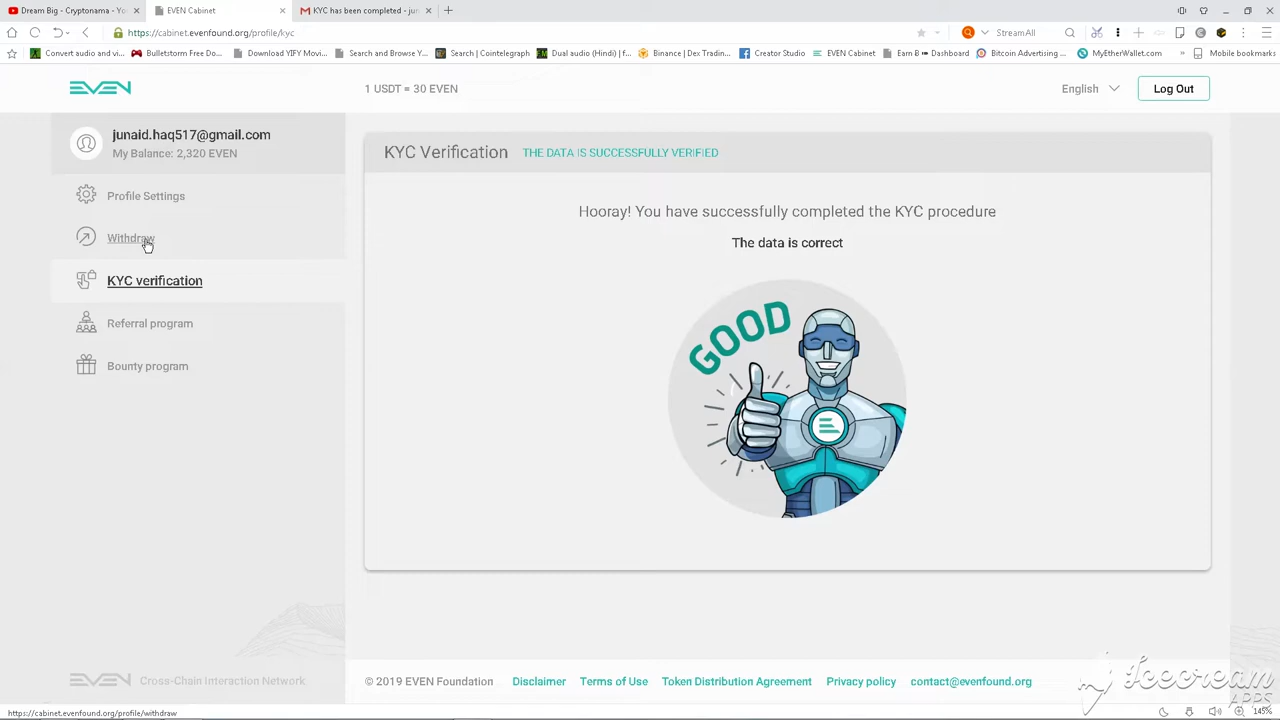 Dream Big - Cryptonama - Yo
EVEN Cabinet
KYC has been completed - jun
https://cabinet.evenfound.org/profile/kyc
StreamAll
Convert audio and vi...
Bulletstorm Free Do...
Download YIFY Movi...
Search and Browse Y...
Search | Cointelegraph
Dual audio (Hindi) | f...
Binance | Dex Tradin...
Creator Studio
EVEN Cabinet
Dashboard
Bitcoin Advertising ...
MyEtherWallet.com
Mobile bookmarks
EVEN
1 USDT = 30 EVEN
English
Log Out
junaid.haq517@gmail.com
My Balance: 2,320 EVEN
Profile Settings
Withdraw
KYC verification
Referral program
Bounty program
KYC Verification
THE DATA IS SUCCESSFULLY VERIFIED
Hooray! You have successfully completed the KYC procedure
The data is correct
GOOD
EVEN
Cross-Chain Interaction Network
© 2019 EVEN Foundation
Disclaimer
Terms of Use
Token Distribution Agreement
Privacy policy
contact@evenfound.org
Icecream
APPS
https://cabinet.evenfound.org/profile/withdraw
145%